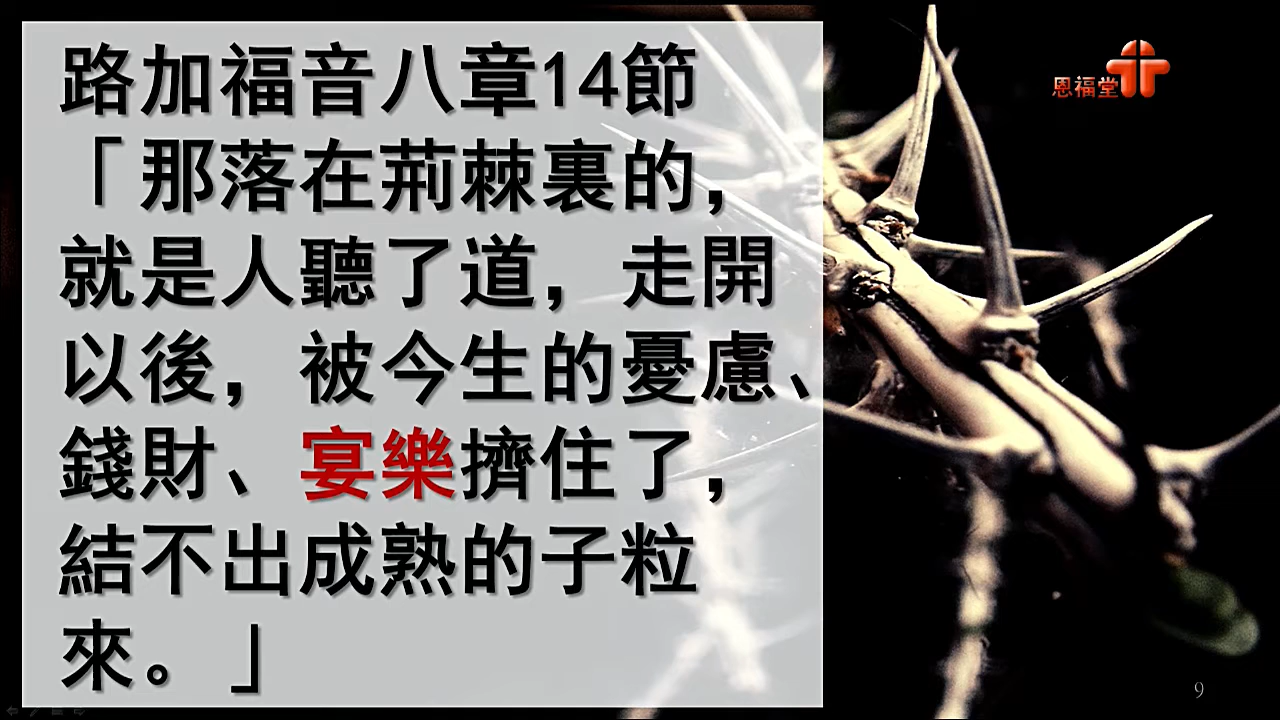 路加福音八章14節
「那落在荊棘裏的，
就是人聽了道，走開
以後，被今生的憂慮、
錢財、宴樂擠住了，
結不出成熟的子粒
來。」
恩福堂
9